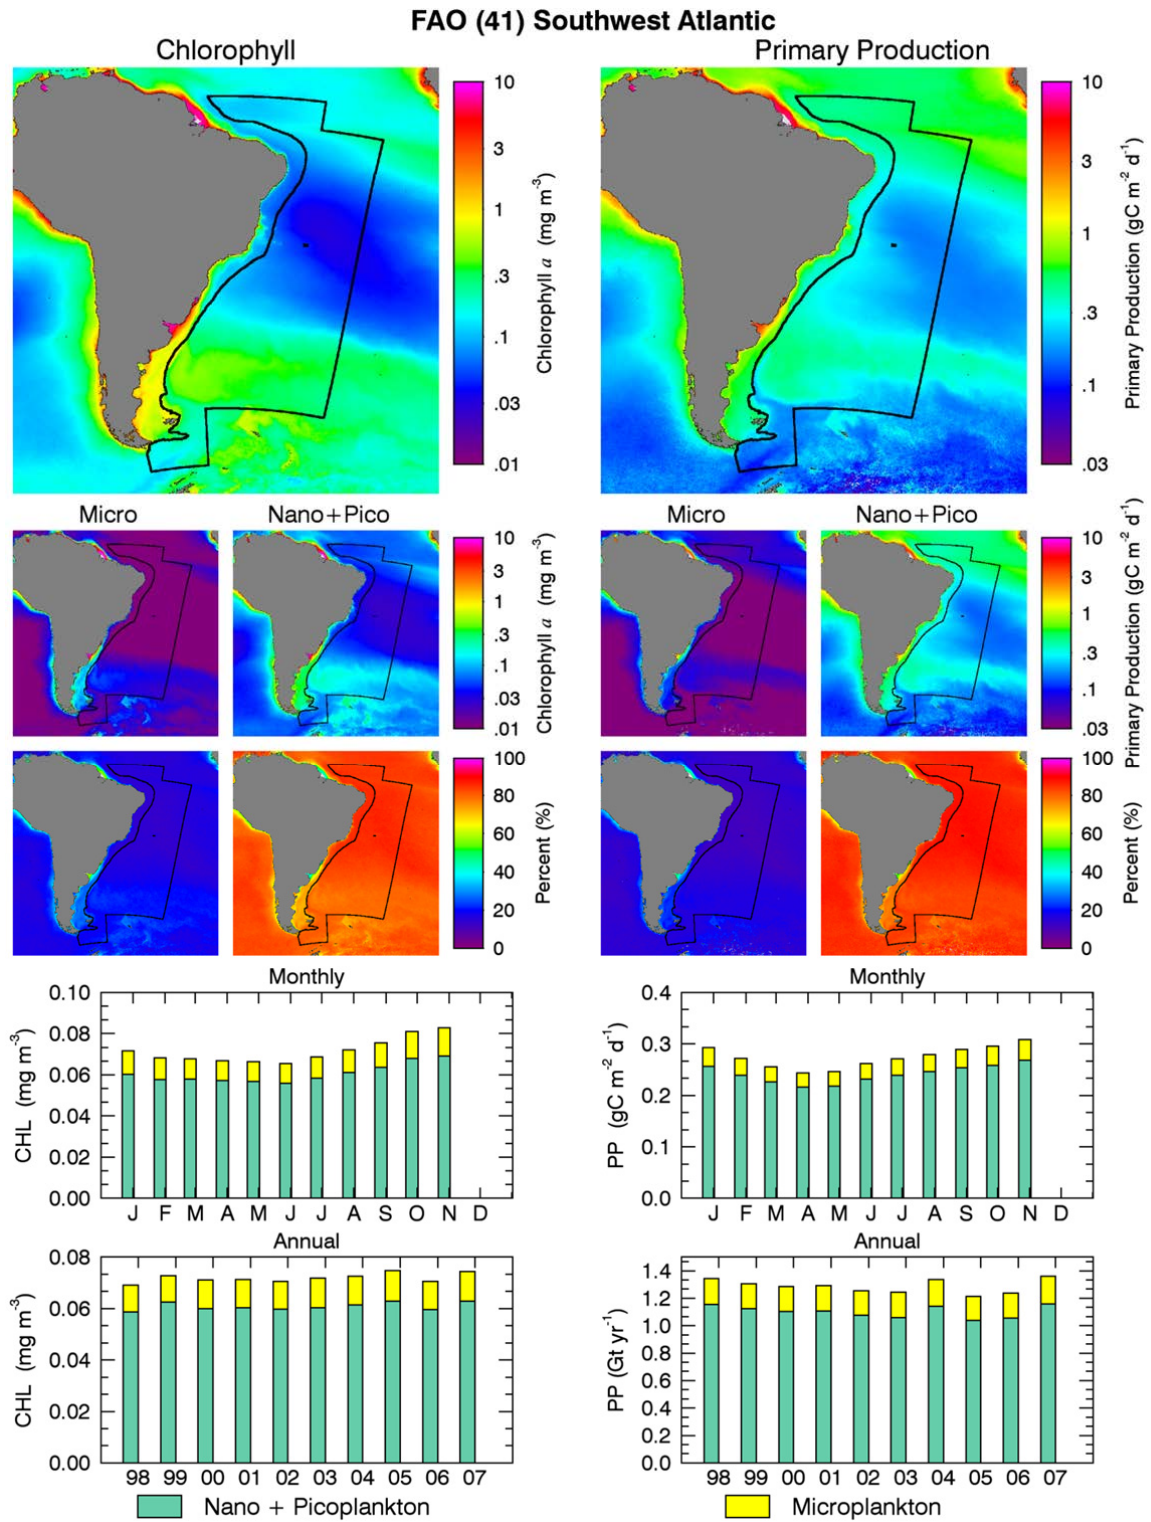 FAO (41) Southwest Atlantic
Chlorophyll
Primary Production
10
3
1
.3
.1
.03
.01
Chlorophyll a (mg m⁻³)
10
3
1
.3
.1
.03
Primary Production (gC m⁻² d⁻¹)
Micro
Nano+Pico
Micro
Nano+Pico
10
3
1
.3
.1
.03
.01
Chlorophyll a (mg m⁻³)
10
3
1
.3
.1
.03
Primary Production (gC m⁻² d⁻¹)
100
80
60
40
20
0
Percent (%)
100
80
60
40
20
0
Percent (%)
Monthly
CHL (mg m⁻³)
0.10
0.08
0.06
0.04
0.02
0.00
J F M A M J J A S O N D
Monthly
PP (gC m⁻² d⁻¹)
0.4
0.3
0.2
0.1
0.0
J F M A M J J A S O N D
Annual
CHL (mg m⁻³)
0.08
0.06
0.04
0.02
0.00
98 99 00 01 02 03 04 05 06 07
Annual
PP (Gt yr⁻¹)
1.4
1.2
1.0
0.8
0.6
0.4
0.2
0.0
98 99 00 01 02 03 04 05 06 07
Nano + Picoplankton
Microplankton